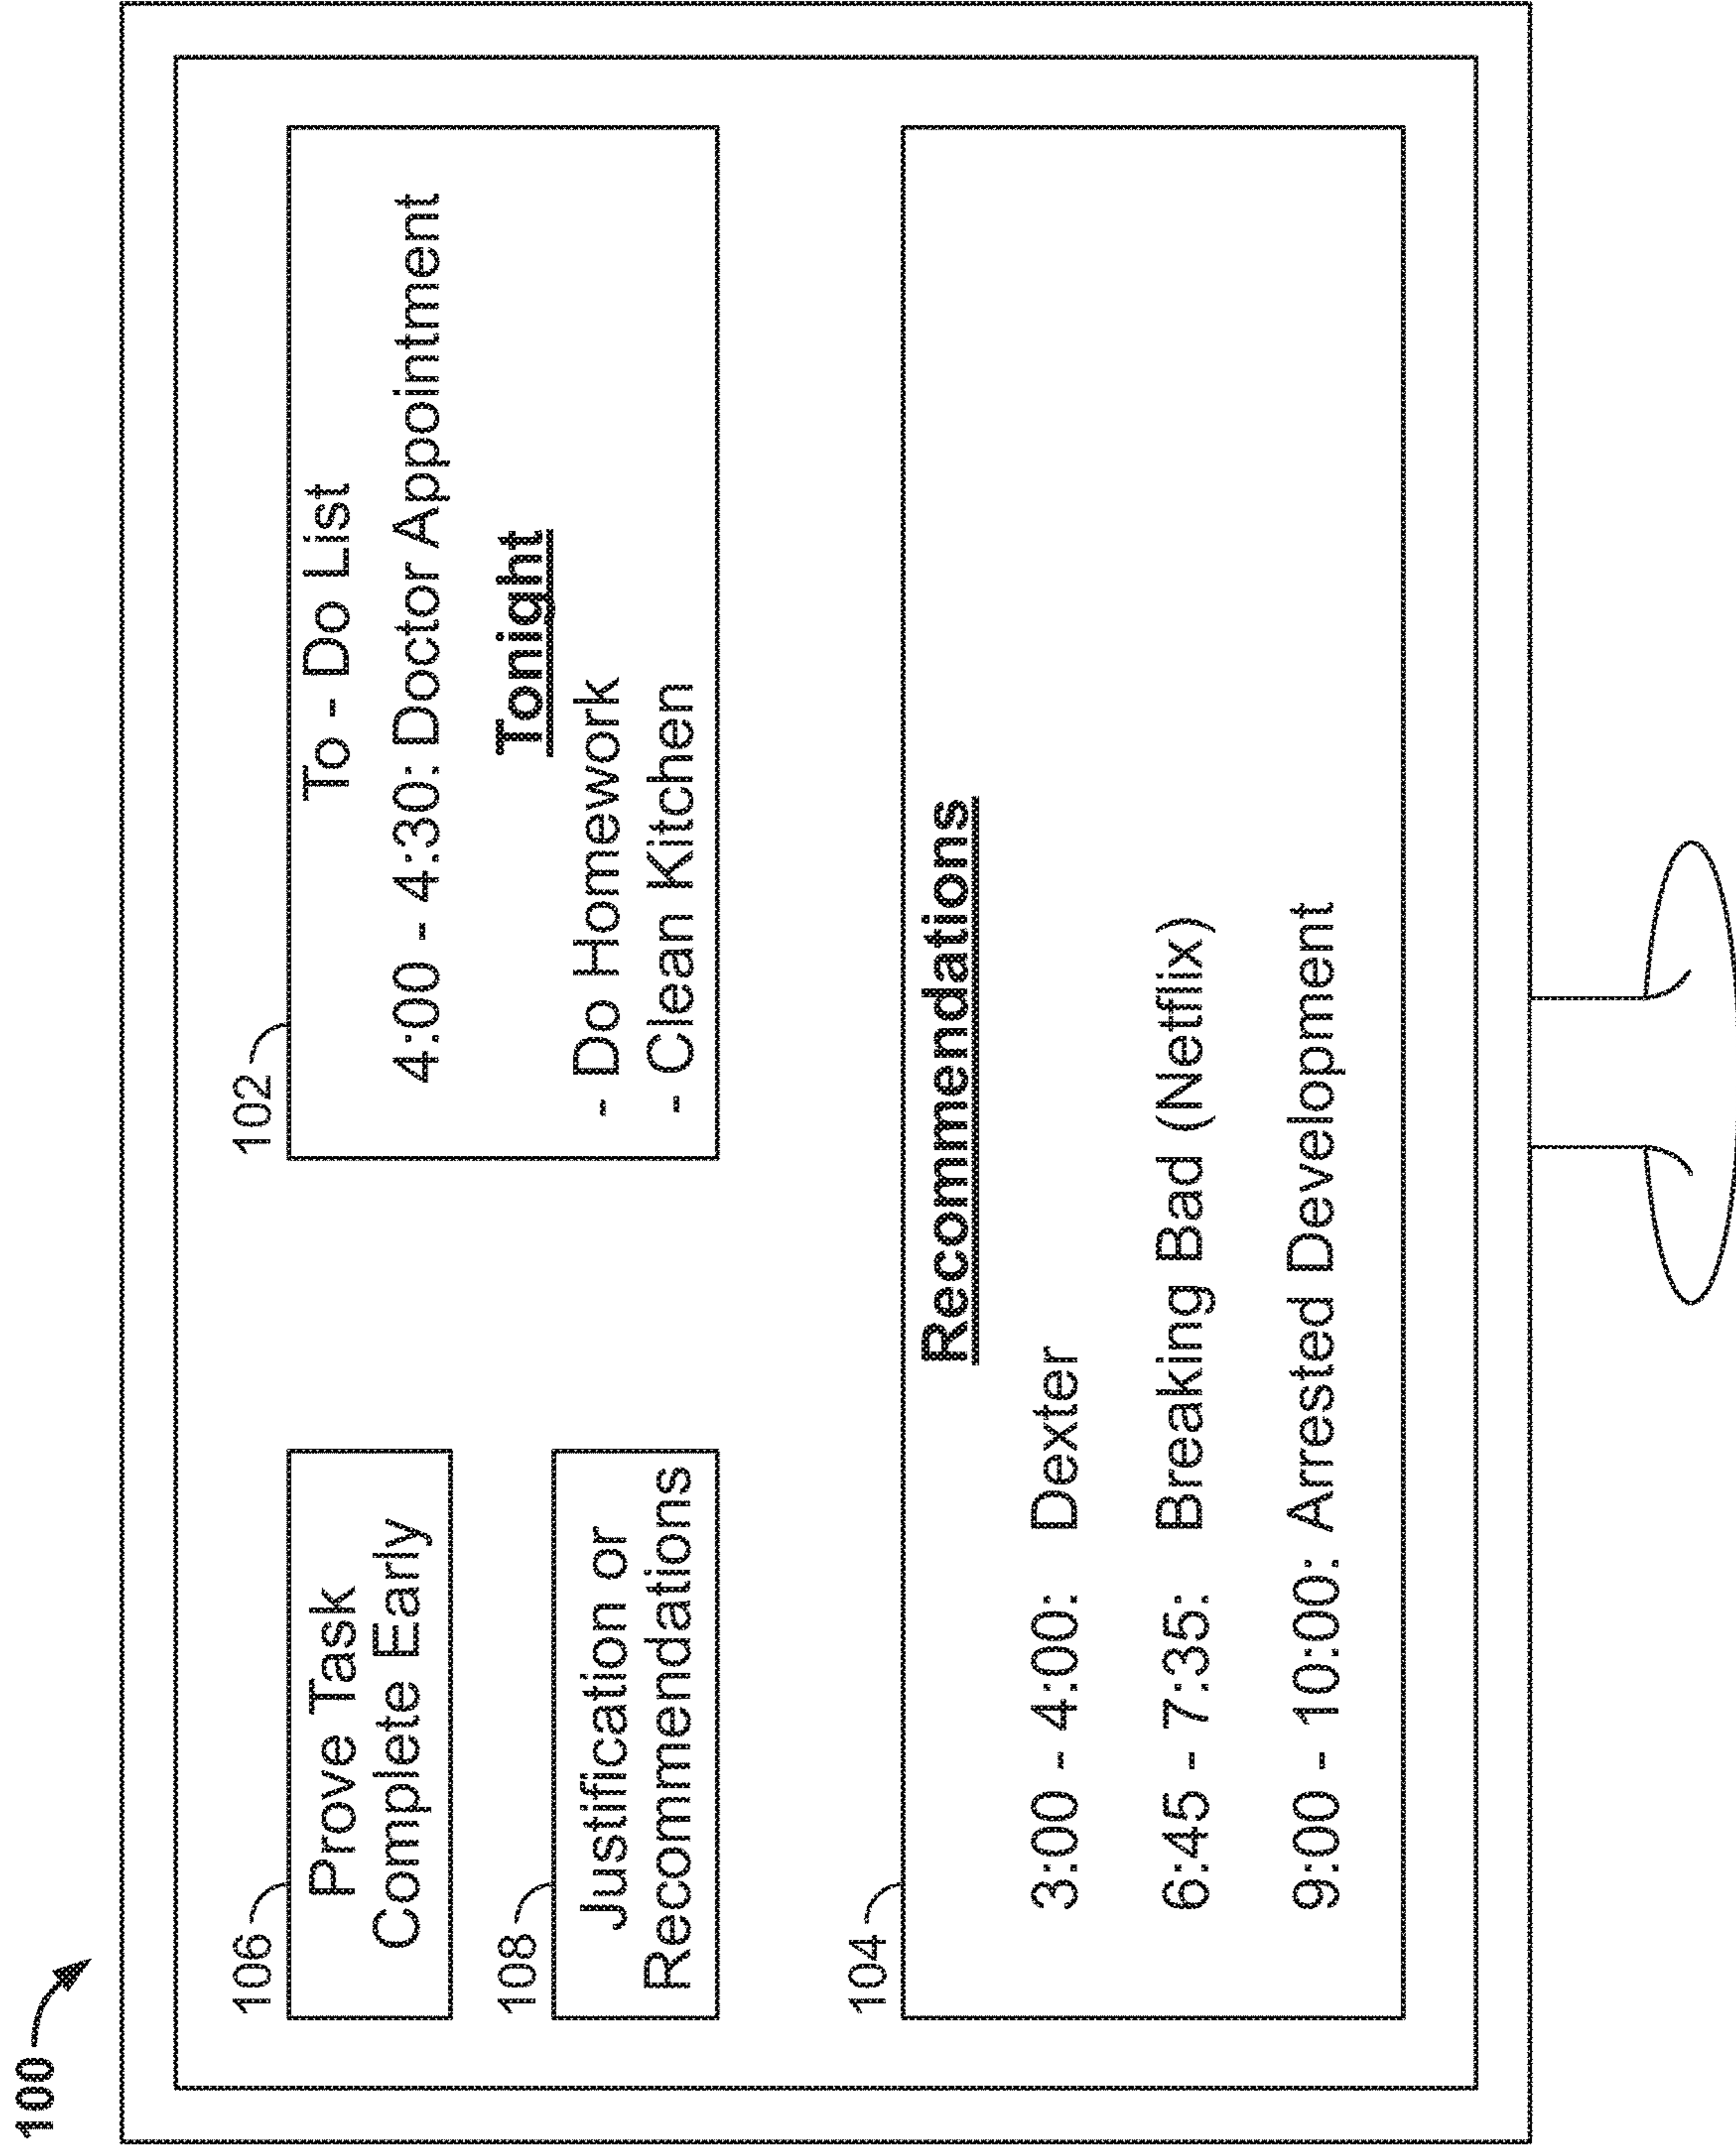 100
106
Prove Task
Complete Early
108
Justification or
Recommendations
102
To - Do List
4:00 - 4:30: Doctor Appointment
Tonight
- Do Homework
- Clean Kitchen
104
Recommendations
3:00 - 4:00: Dexter
6:45 - 7:35: Breaking Bad (Netflix)
9:00 - 10:00: Arrested Development